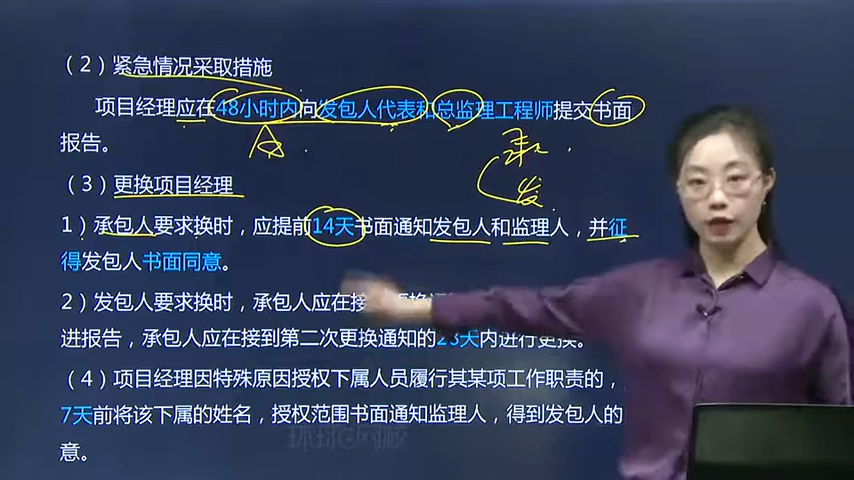 （2）紧急情况采取措施
项目经理应在48小时内向发包人代表和总监理工程师提交书面
报告。
承
发
（3）更换项目经理
1）承包人要求换时，应提前14天书面通知发包人和监理人，并征
得发包人书面同意。
2）发包人要求换时，承包人应在接
进报告，承包人应在接到第二次更换通知的28天内进行更换。
（4）项目经理因特殊原因授权下属人员履行其某项工作职责的，
7天前将该下属的姓名，授权范围书面通知监理人，得到发包人的
意。
环球网校